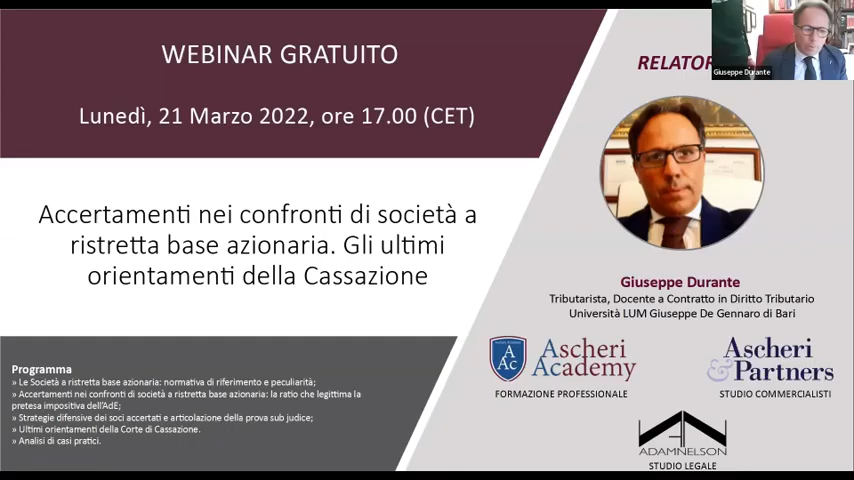 WEBINAR GRATUITO
Lunedì, 21 Marzo 2022, ore 17.00 (CET)
Accertamenti nei confronti di società a
ristretta base azionaria. Gli ultimi
orientamenti della Cassazione
Programma
» Le Società a ristretta base azionaria: normativa di riferimento e peculiarità;
» Accertamenti nei confronti di società a ristretta base azionaria: la ratio che legittima la
pretesa impositiva dell'AdE;
» Strategie difensive dei soci accertati e articolazione della prova sub judice;
» Ultimi orientamenti della Corte di Cassazione.
» Analisi di casi pratici.
RELATOR
Giuseppe Durante
Giuseppe Durante
Tributarista, Docente a Contratto in Diritto Tributario
Università LUM Giuseppe De Gennaro di Bari
A
Ac
Ascheri
Academy
FORMAZIONE PROFESSIONALE
Ascheri
& Partners
STUDIO COMMERCIALISTI
ADAMNELSON
STUDIO LEGALE